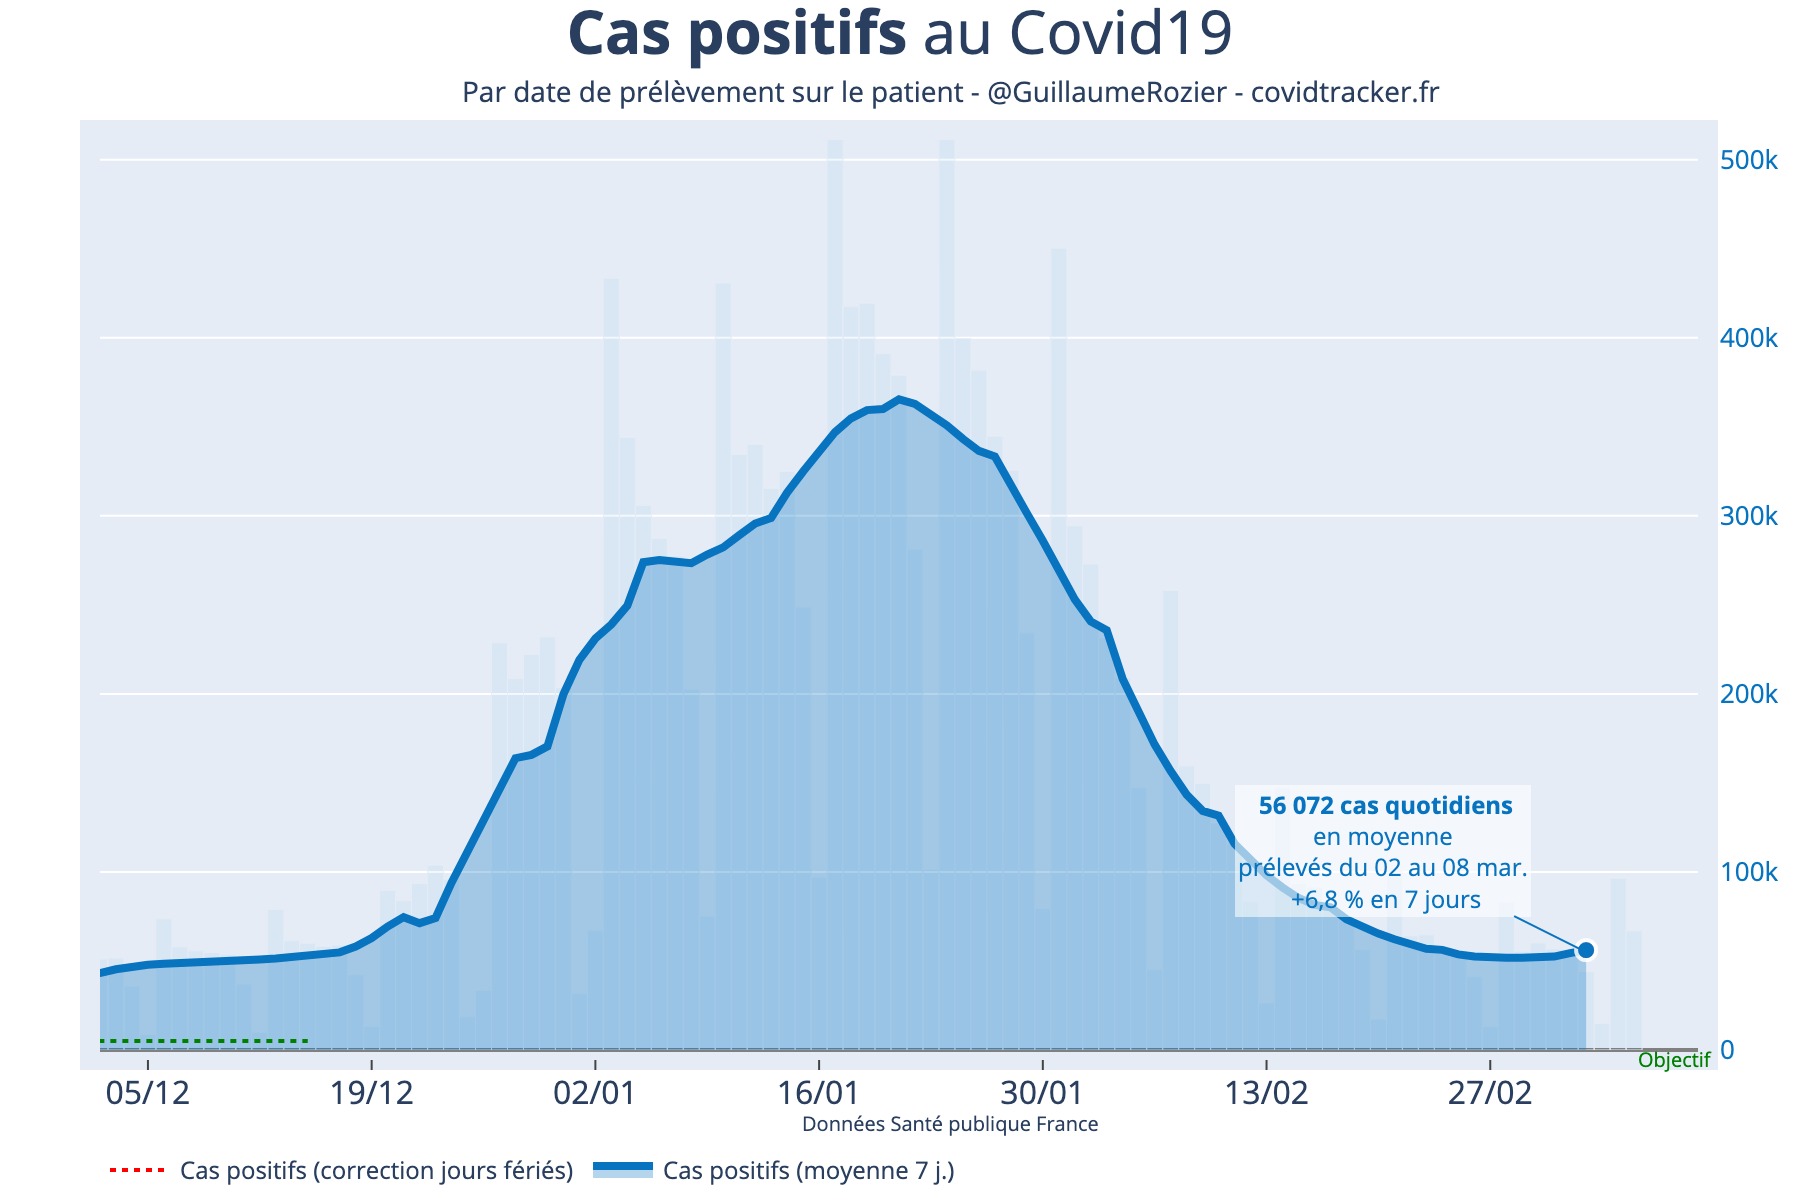 Cas positifs au Covid19
Par date de prélèvement sur le patient - @GuillaumeRozier - covidtracker.fr
500k
400k
300k
200k
100k
0
56 072 cas quotidiens
en moyenne
prélevés du 02 au 08 mar.
+6,8 % en 7 jours
Objectif
05/12 19/12 02/01 16/01 30/01 13/02 27/02
Données Santé publique France
Cas positifs (correction jours fériés) Cas positifs (moyenne 7 j.)